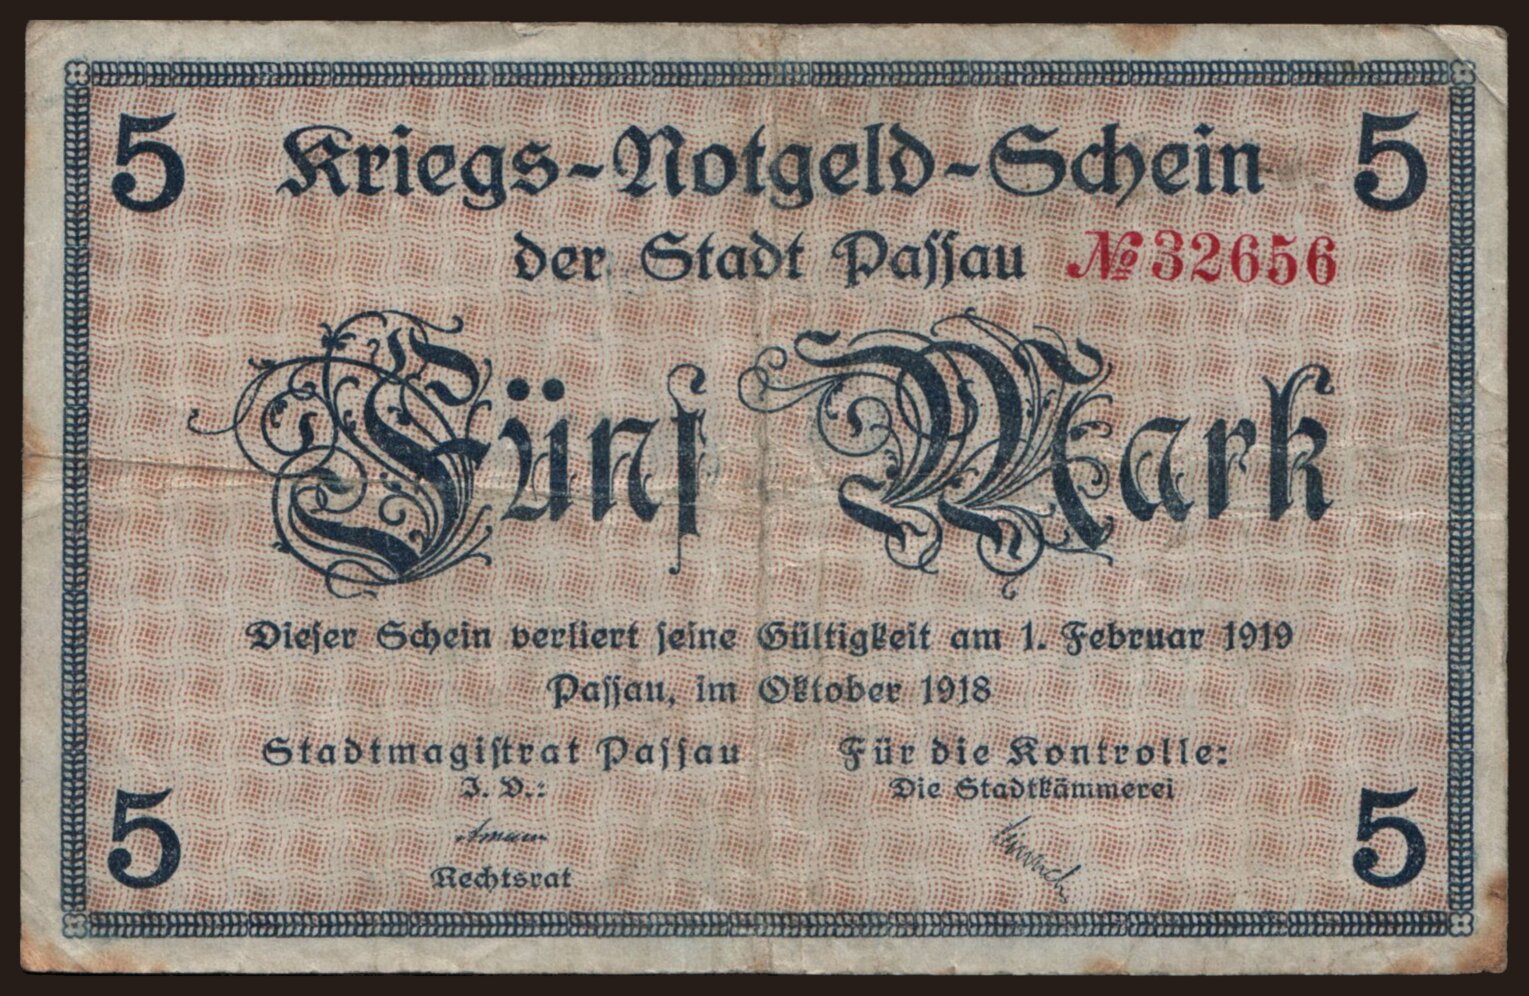 5 Kriegs-Notgeld-Schein 5
der Stadt Passau № 32656
Fünf Mark
Dieser Schein verliert seine Gültigkeit am 1. Februar 1919
Passau, im Oktober 1918
Stadtmagistrat Passau Für die Kontrolle:
I. V.: Die Stadtkämmerei
5 Amann 5
Rechtsrat